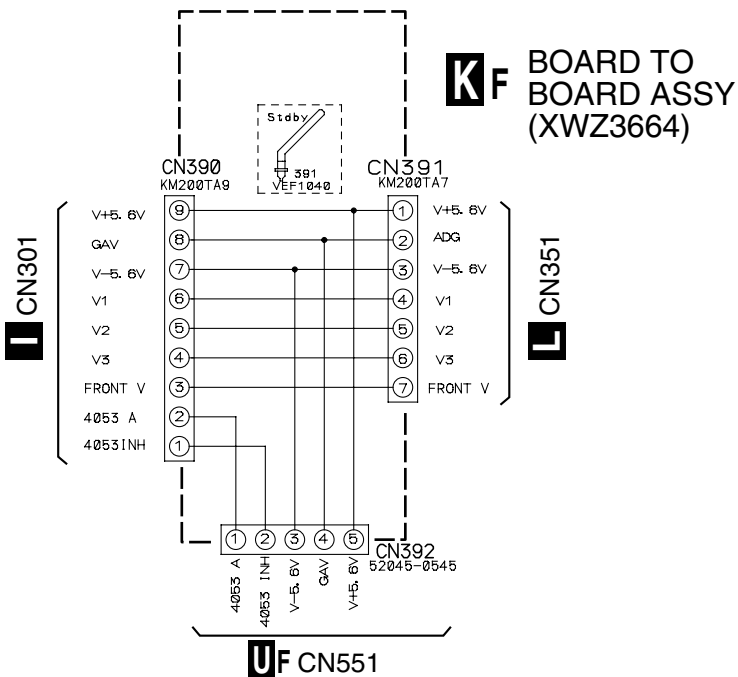 K F BOARD TO
BOARD ASSY
(XWZ3664)
Stdby
391
VEF1040
CN390
KM200TA9
CN391
KM200TA7
I CN301
V+5.6V
GAV
V-5.6V
V1
V2
V3
FRONT V
4053 A
4053INH
9
8
7
6
5
4
3
2
1
1
2
3
4
5
6
7
V+5.6V
ADG
V-5.6V
V1
V2
V3
FRONT V
L CN351
1 2 3 4 5
CN392
52045-0545
4053 A
4053 INH
V-5.6V
GAV
V+5.6V
UF CN551